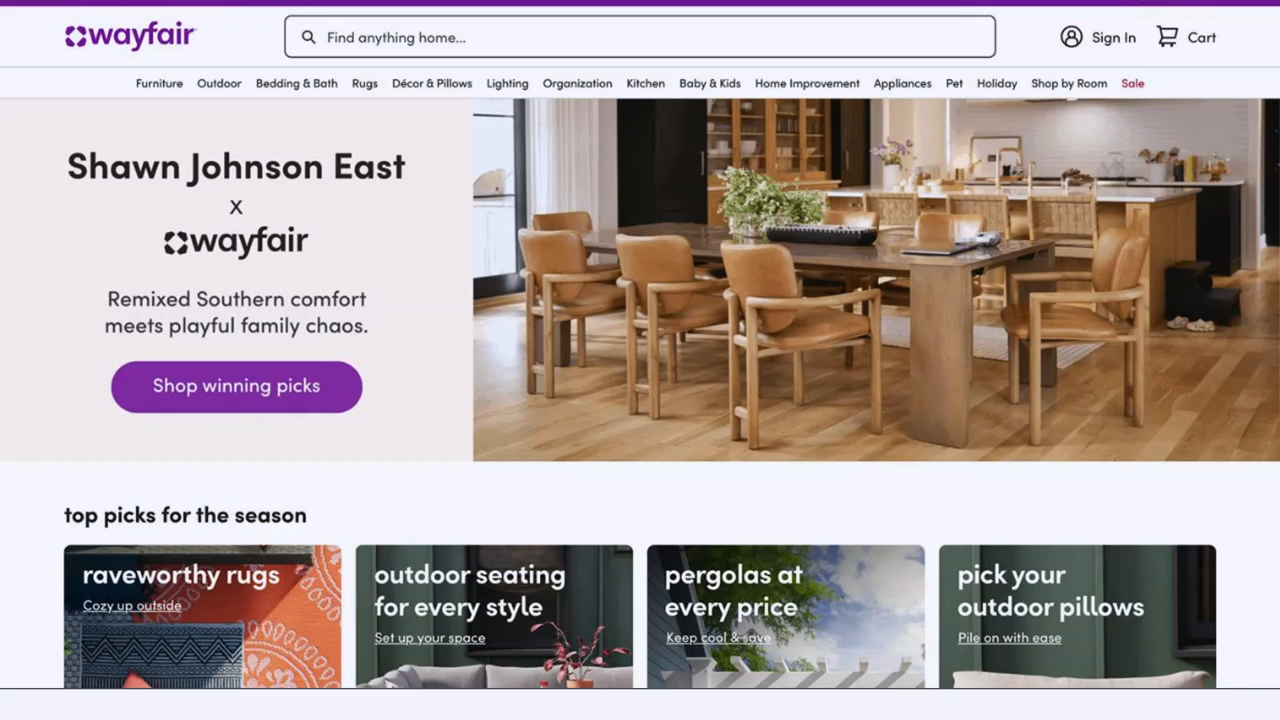 wayfair
Find anything home...
Sign In
Cart
Furniture Outdoor Bedding & Bath Rugs Décor & Pillows Lighting Organization Kitchen Baby & Kids Home Improvement Appliances Pet Holiday Shop by Room Sale
Shawn Johnson East
x
wayfair
Remixed Southern comfort
meets playful family chaos.
Shop winning picks
top picks for the season
raveworthy rugs
Cozy up outside
outdoor seating
for every style
Set up your space
pergolas at
every price
Keep cool & save
pick your
outdoor pillows
Pile on with ease